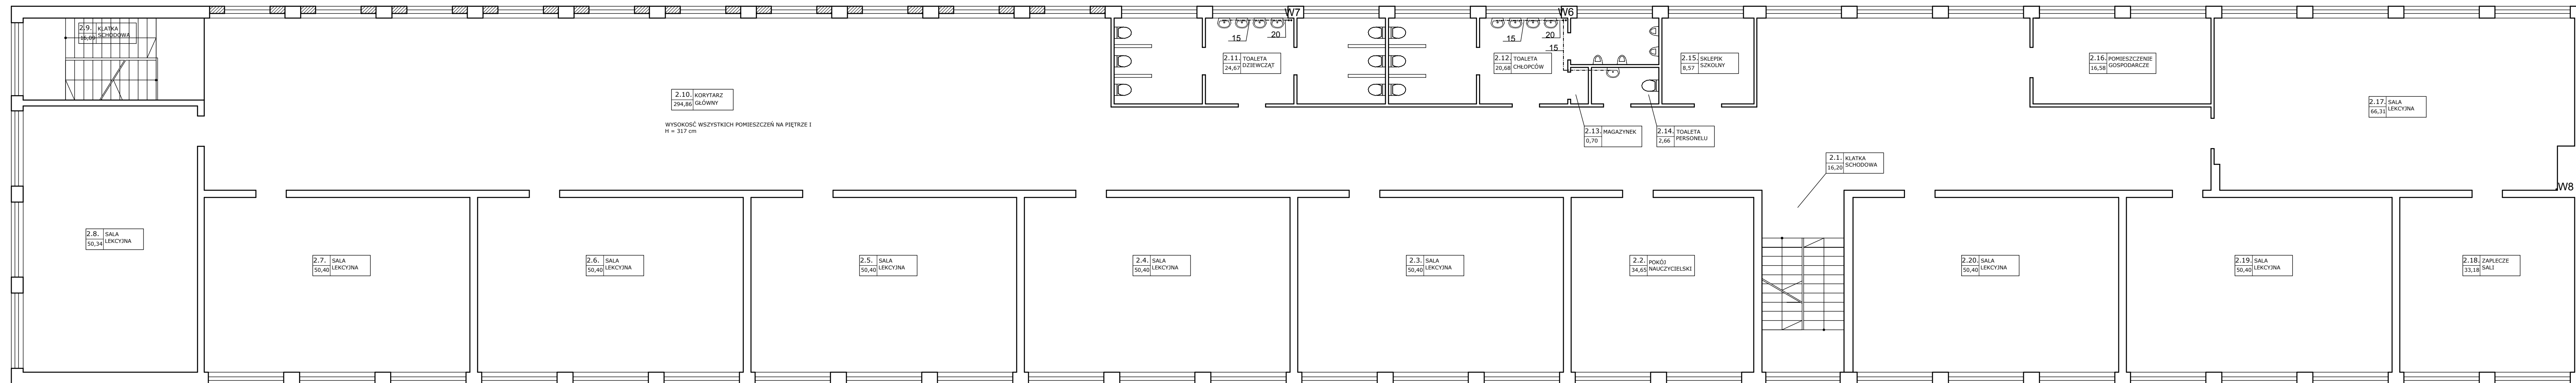 W7
W6
2.9. KLATKA
16,09 SCHODOWA
15
20
15
20
15
2.11. TOALETA
24,67 DZIEWCZĄT
2.12. TOALETA
20,68 CHŁOPCÓW
2.15. SKLEPIK
8,57 SZKOLNY
2.16. POMIESZCZENIE
16,58 GOSPODARCZE
2.10. KORYTARZ
294,86 GŁÓWNY
2.17. SALA
66,31 LEKCYJNA
WYSOKOŚĆ WSZYSTKICH POMIESZCZEŃ NA PIĘTRZE I
H = 317 cm
2.13. MAGAZYNEK
0,70
2.14. TOALETA
2,66 PERSONELU
2.1. KLATKA
16,20 SCHODOWA
W8
2.8. SALA
50,34 LEKCYJNA
2.7. SALA
50,40 LEKCYJNA
2.6. SALA
50,40 LEKCYJNA
2.5. SALA
50,40 LEKCYJNA
2.4. SALA
50,40 LEKCYJNA
2.3. SALA
50,40 LEKCYJNA
2.2. POKÓJ
34,65 NAUCZYCIELSKI
2.20. SALA
50,40 LEKCYJNA
2.19. SALA
50,40 LEKCYJNA
2.18. ZAPLECZE
33,18 SALI